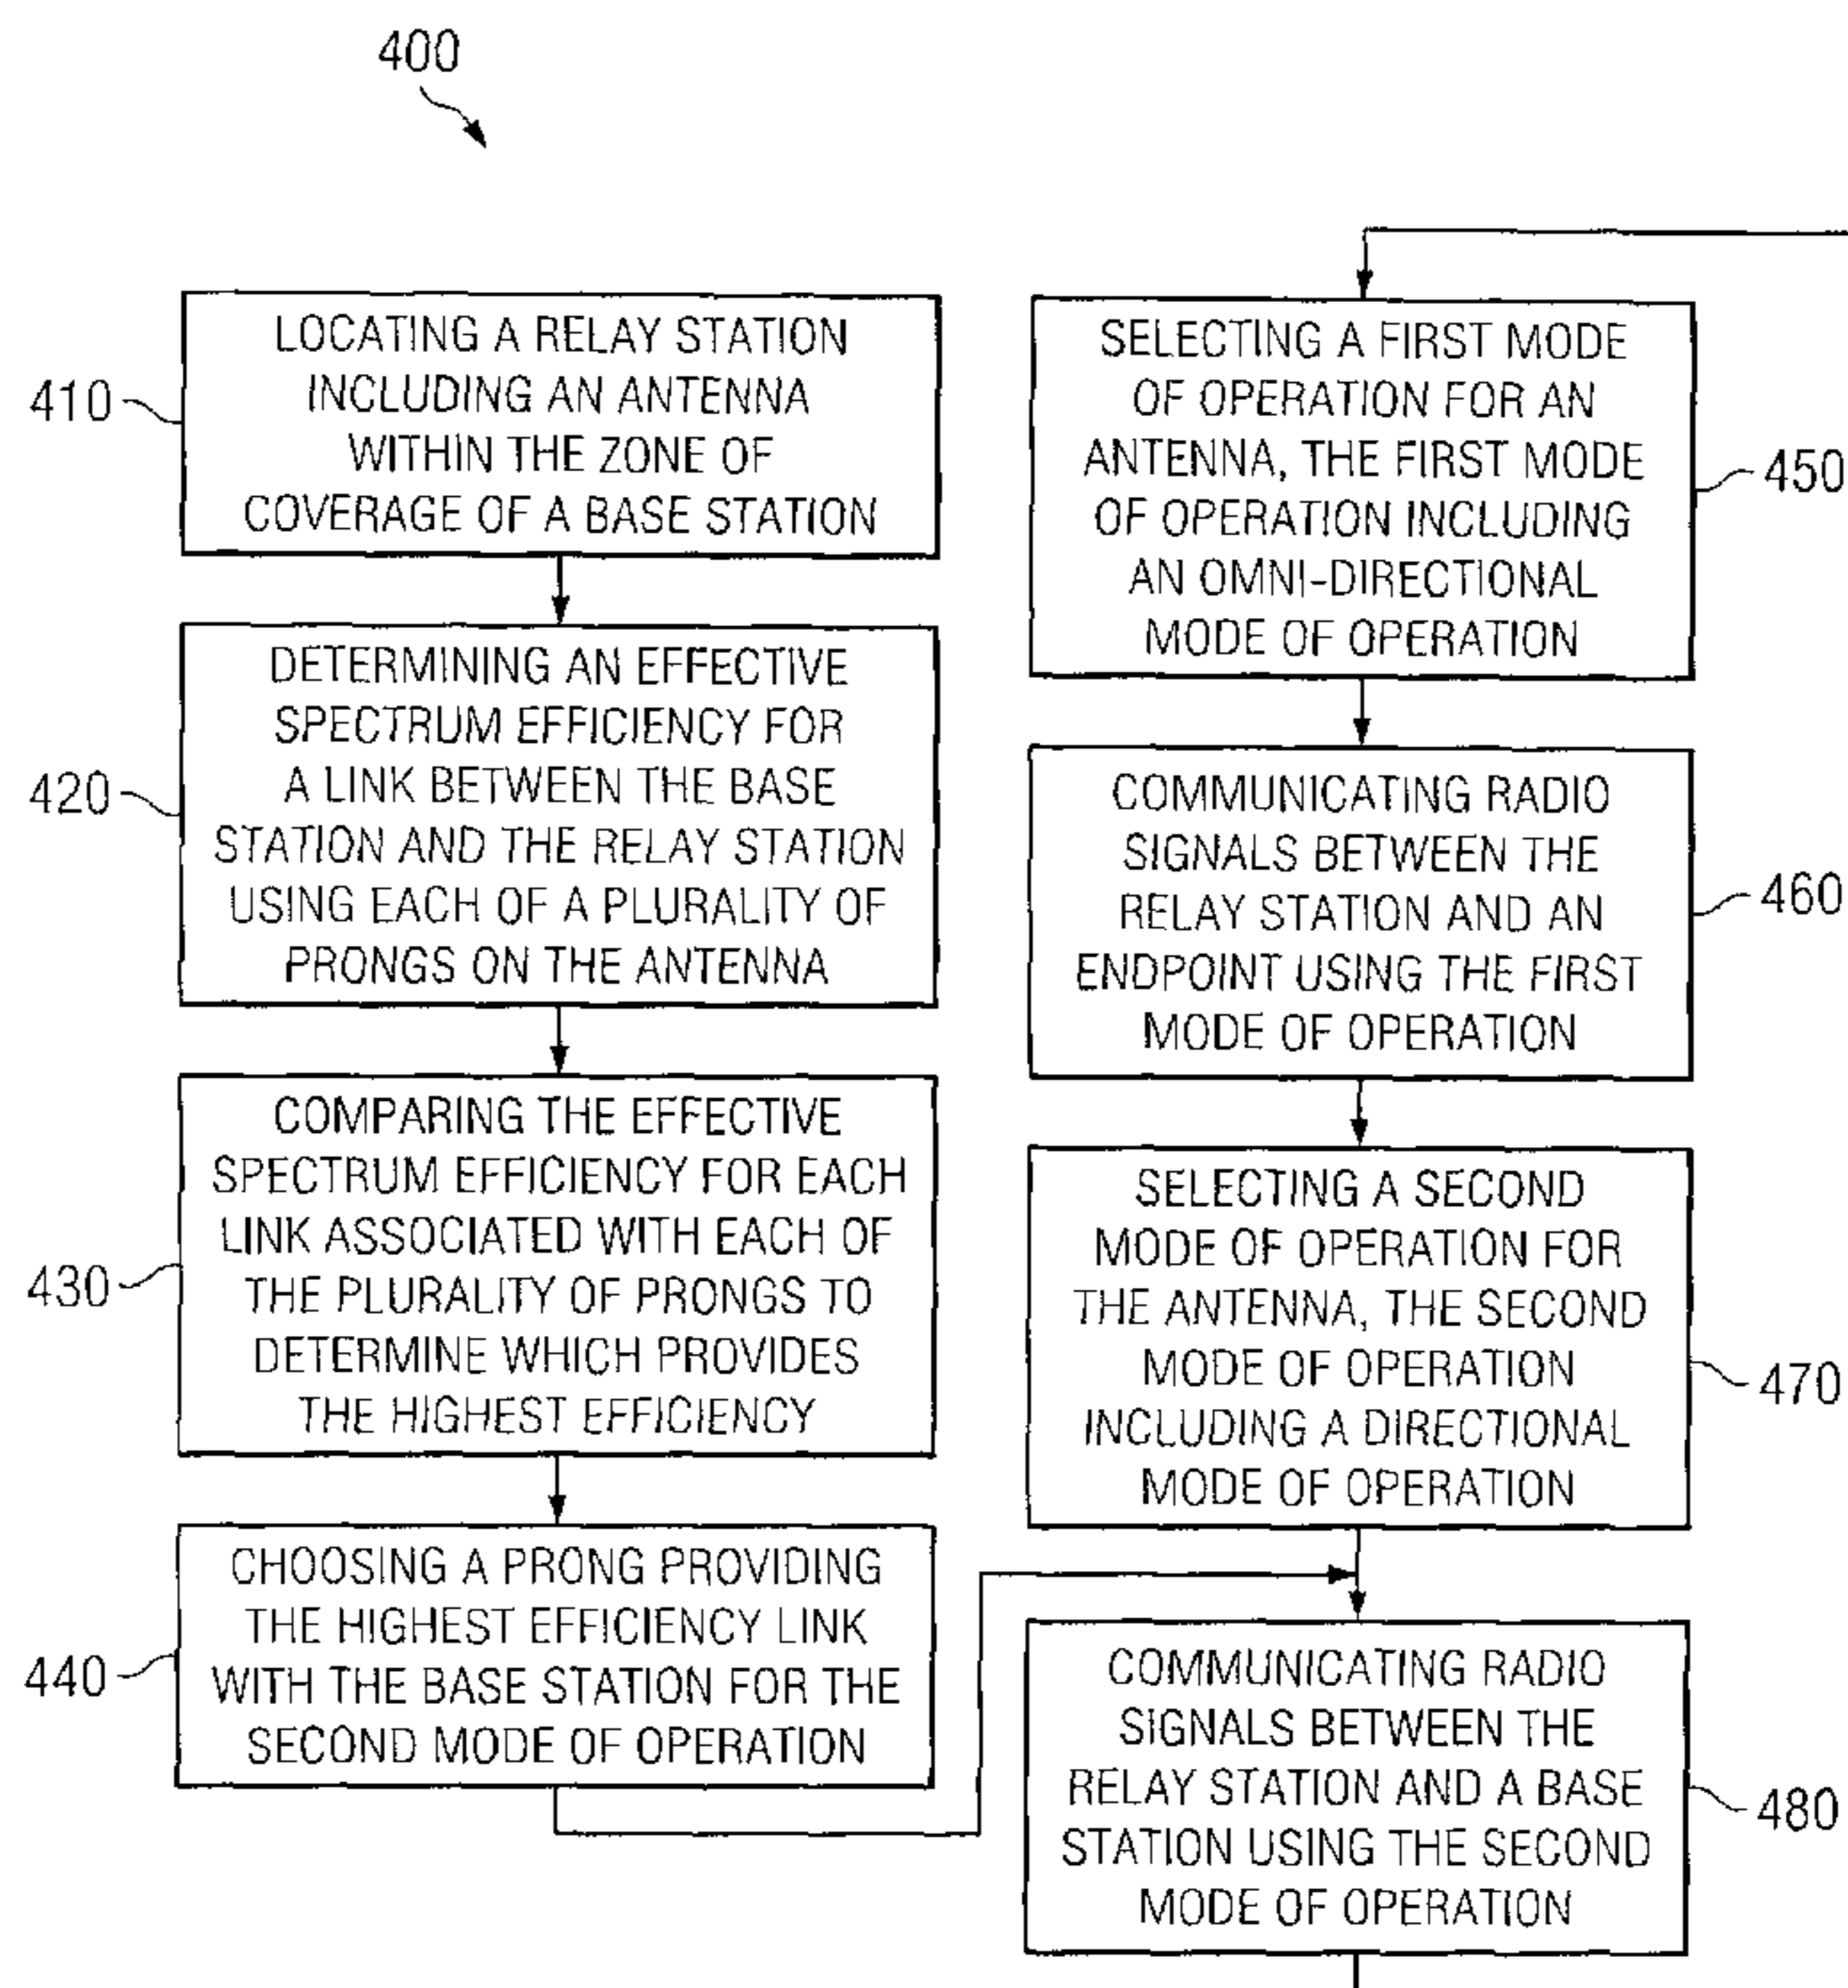 400
410
LOCATING A RELAY STATION
INCLUDING AN ANTENNA
WITHIN THE ZONE OF
COVERAGE OF A BASE STATION
420
DETERMINING AN EFFECTIVE
SPECTRUM EFFICIENCY FOR
A LINK BETWEEN THE BASE
STATION AND THE RELAY STATION
USING EACH OF A PLURALITY OF
PRONGS ON THE ANTENNA
430
COMPARING THE EFFECTIVE
SPECTRUM EFFICIENCY FOR EACH
LINK ASSOCIATED WITH EACH OF
THE PLURALITY OF PRONGS TO
DETERMINE WHICH PROVIDES
THE HIGHEST EFFICIENCY
440
CHOOSING A PRONG PROVIDING
THE HIGHEST EFFICIENCY LINK
WITH THE BASE STATION FOR THE
SECOND MODE OF OPERATION
SELECTING A FIRST MODE
OF OPERATION FOR AN
ANTENNA, THE FIRST MODE
OF OPERATION INCLUDING
AN OMNI-DIRECTIONAL
MODE OF OPERATION
450
COMMUNICATING RADIO
SIGNALS BETWEEN THE
RELAY STATION AND AN
ENDPOINT USING THE FIRST
MODE OF OPERATION
460
SELECTING A SECOND
MODE OF OPERATION FOR
THE ANTENNA, THE SECOND
MODE OF OPERATION
INCLUDING A DIRECTIONAL
MODE OF OPERATION
470
COMMUNICATING RADIO
SIGNALS BETWEEN THE
RELAY STATION AND A BASE
STATION USING THE SECOND
MODE OF OPERATION
480